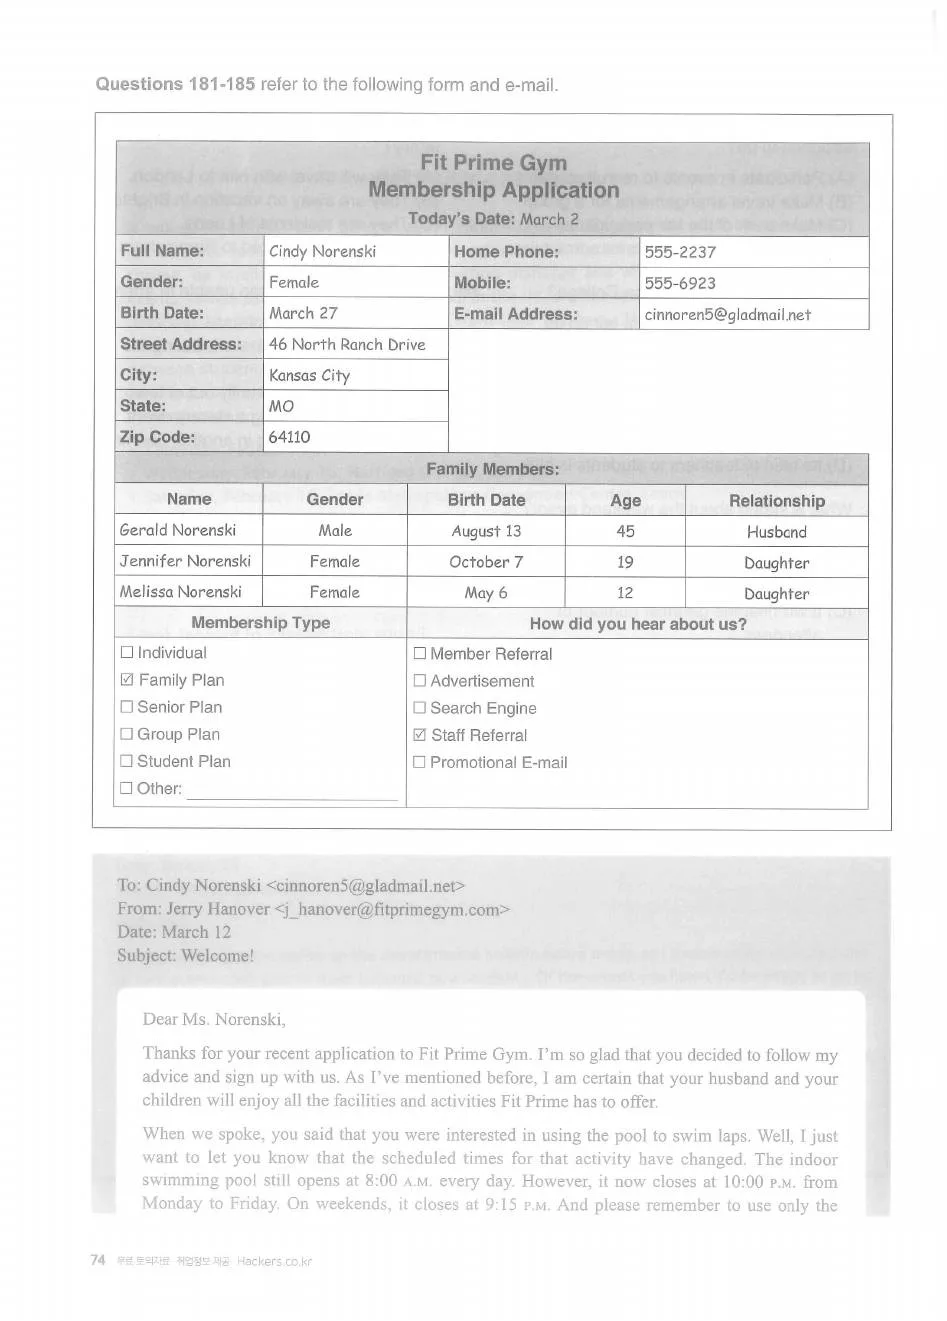 Questions 181-185 refer to the following form and e-mail.
Fit Prime Gym
Membership Application
Today's Date: March 2
Full Name: Cindy Norenski Home Phone: 555-2237
Gender: Female Mobile: 555-6923
Birth Date: March 27 E-mail Address: cinnoren5@gladmail.net
Street Address: 46 North Ranch Drive
City: Kansas City
State: MO
Zip Code: 64110
Family Members:
Name Gender Birth Date Age Relationship
Gerald Norenski Male August 13 45 Husband
Jennifer Norenski Female October 7 19 Daughter
Melissa Norenski Female May 6 12 Daughter
Membership Type How did you hear about us?
☐ Individual ☐ Member Referral
☑ Family Plan ☐ Advertisement
☐ Senior Plan ☐ Search Engine
☐ Group Plan ☑ Staff Referral
☐ Student Plan ☐ Promotional E-mail
☐ Other:
To: Cindy Norenski <cinnoren5@gladmail.net>
From: Jerry Hanover <j_hanover@fitprimegym.com>
Date: March 12
Subject: Welcome!
Dear Ms. Norenski,
Thanks for your recent application to Fit Prime Gym. I'm so glad that you decided to follow my
advice and sign up with us. As I've mentioned before, I am certain that your husband and your
children will enjoy all the facilities and activities Fit Prime has to offer.
When we spoke, you said that you were interested in using the pool to swim laps. Well, I just
want to let you know that the scheduled times for that activity have changed. The indoor
swimming pool still opens at 8:00 A.M. every day. However, it now closes at 10:00 P.M. from
Monday to Friday. On weekends, it closes at 9:15 P.M. And please remember to use only the
74 무료 토익자료·취업정보 제공 Hackers.co.kr